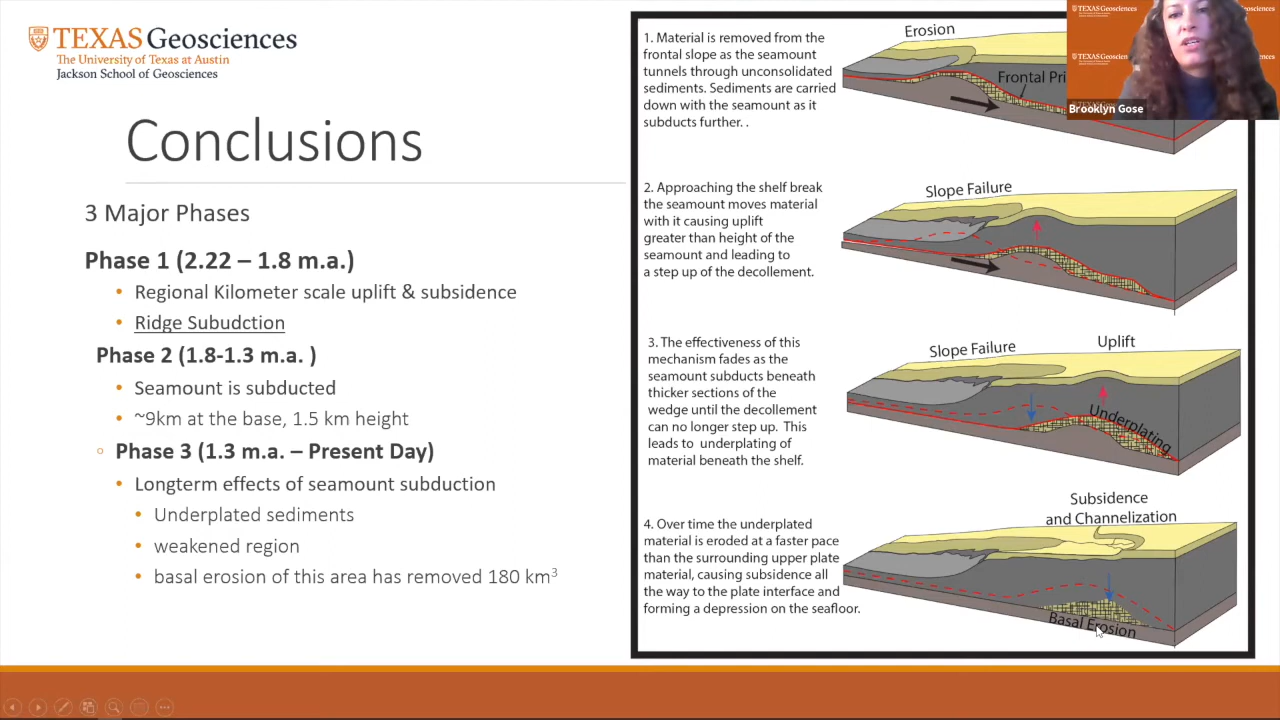 TEXAS Geosciences
The University of Texas at Austin
Jackson School of Geosciences
Conclusions
3 Major Phases
Phase 1 (2.22 – 1.8 m.a.)
• Regional Kilometer scale uplift & subsidence
• Ridge Subudction
Phase 2 (1.8-1.3 m.a. )
• Seamount is subducted
• ~9km at the base, 1.5 km height
○ Phase 3 (1.3 m.a. – Present Day)
• Longterm effects of seamount subduction
• Underplated sediments
• weakened region
• basal erosion of this area has removed 180 km³
1. Material is removed from the
frontal slope as the seamount
tunnels through unconsolidated
sediments. Sediments are carried
down with the seamount as it
subducts further. .
Erosion
Frontal Pri
2. Approaching the shelf break
the seamount moves material
with it causing uplift
greater than height of the
seamount and leading to
a step up of the decollement.
Slope Failure
3. The effectiveness of this
mechanism fades as the
seamount subducts beneath
thicker sections of the
wedge until the decollement
can no longer step up. This
leads to underplating of
material beneath the shelf.
Slope Failure
Uplift
Underplating
4. Over time the underplated
material is eroded at a faster pace
than the surrounding upper plate
material, causing subsidence all
the way to the plate interface and
forming a depression on the seafloor.
Subsidence
and Channelization
Basal Erosion
TEXAS Geosciences
TEXAS Geosciences
TEXAS Geoscien
TEXAS Geosciences
Brooklyn Gose